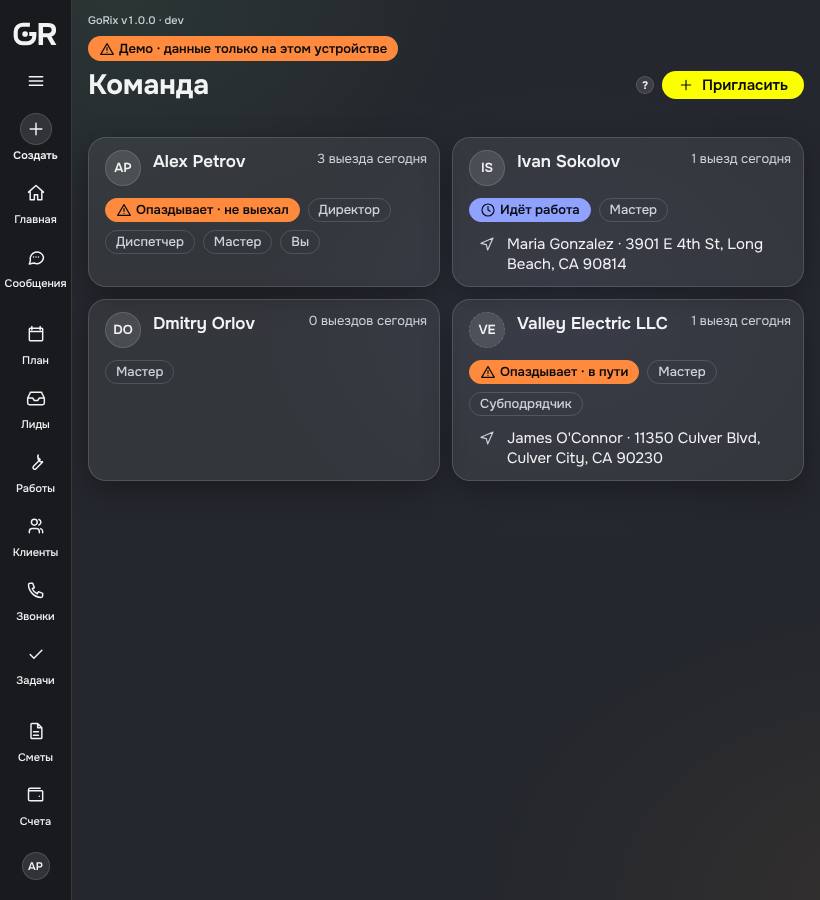 GR
GoRix v1.0.0 · dev
Демо · данные только на этом устройстве
Команда
?
Пригласить
Создать
Главная
Сообщения
План
Лиды
Работы
Клиенты
Звонки
Задачи
Сметы
Счета
AP
AP
Alex Petrov
3 выезда сегодня
Опаздывает · не выехал
Директор
Диспетчер
Мастер
Вы
IS
Ivan Sokolov
1 выезд сегодня
Идёт работа
Мастер
Maria Gonzalez · 3901 E 4th St, Long
Beach, CA 90814
DO
Dmitry Orlov
0 выездов сегодня
Мастер
VE
Valley Electric LLC
1 выезд сегодня
Опаздывает · в пути
Мастер
Субподрядчик
James O'Connor · 11350 Culver Blvd,
Culver City, CA 90230